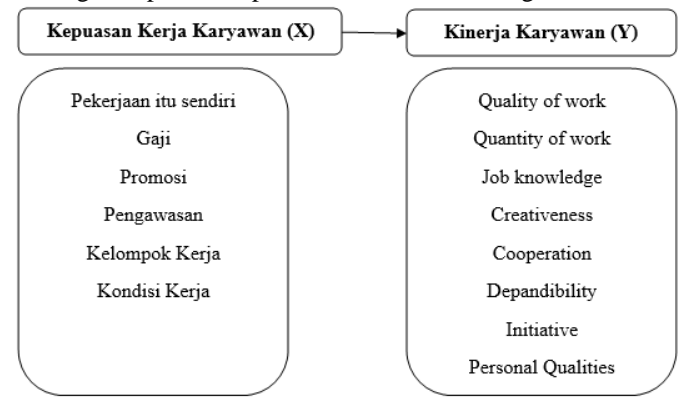 Kepuasan Kerja Karyawan (X)
Kinerja Karyawan (Y)
Pekerjaan itu sendiri
Gaji
Promosi
Pengawasan
Kelompok Kerja
Kondisi Kerja
Quality of work
Quantity of work
Job knowledge
Creativeness
Cooperation
Depandibility
Initiative
Personal Qualities